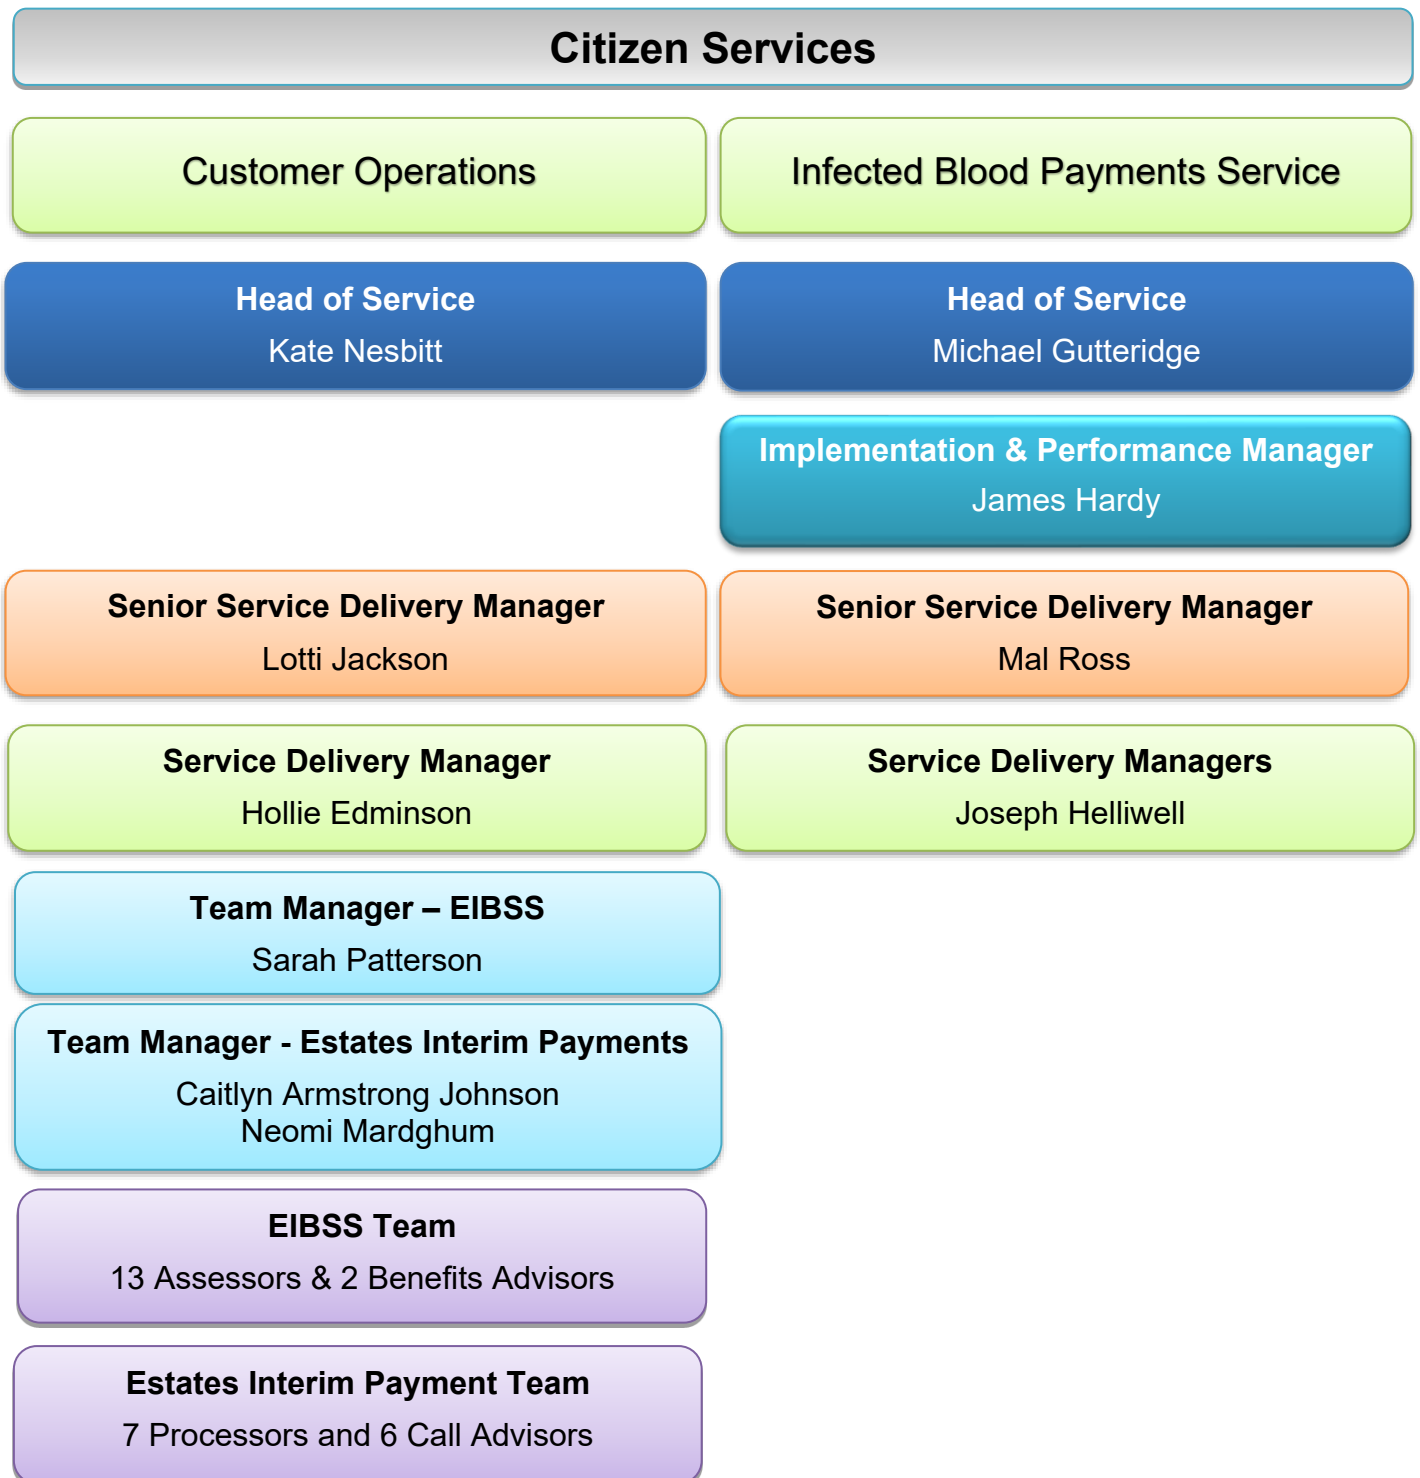 Citizen Services
Customer Operations
Infected Blood Payments Service
Head of Service
Kate Nesbitt
Head of Service
Michael Gutteridge
Implementation & Performance Manager
James Hardy
Senior Service Delivery Manager
Lotti Jackson
Senior Service Delivery Manager
Mal Ross
Service Delivery Manager
Hollie Edminson
Service Delivery Managers
Joseph Helliwell
Team Manager – EIBSS
Sarah Patterson
Team Manager - Estates Interim Payments
Caitlyn Armstrong Johnson
Neomi Mardghum
EIBSS Team
13 Assessors & 2 Benefits Advisors
Estates Interim Payment Team
7 Processors and 6 Call Advisors